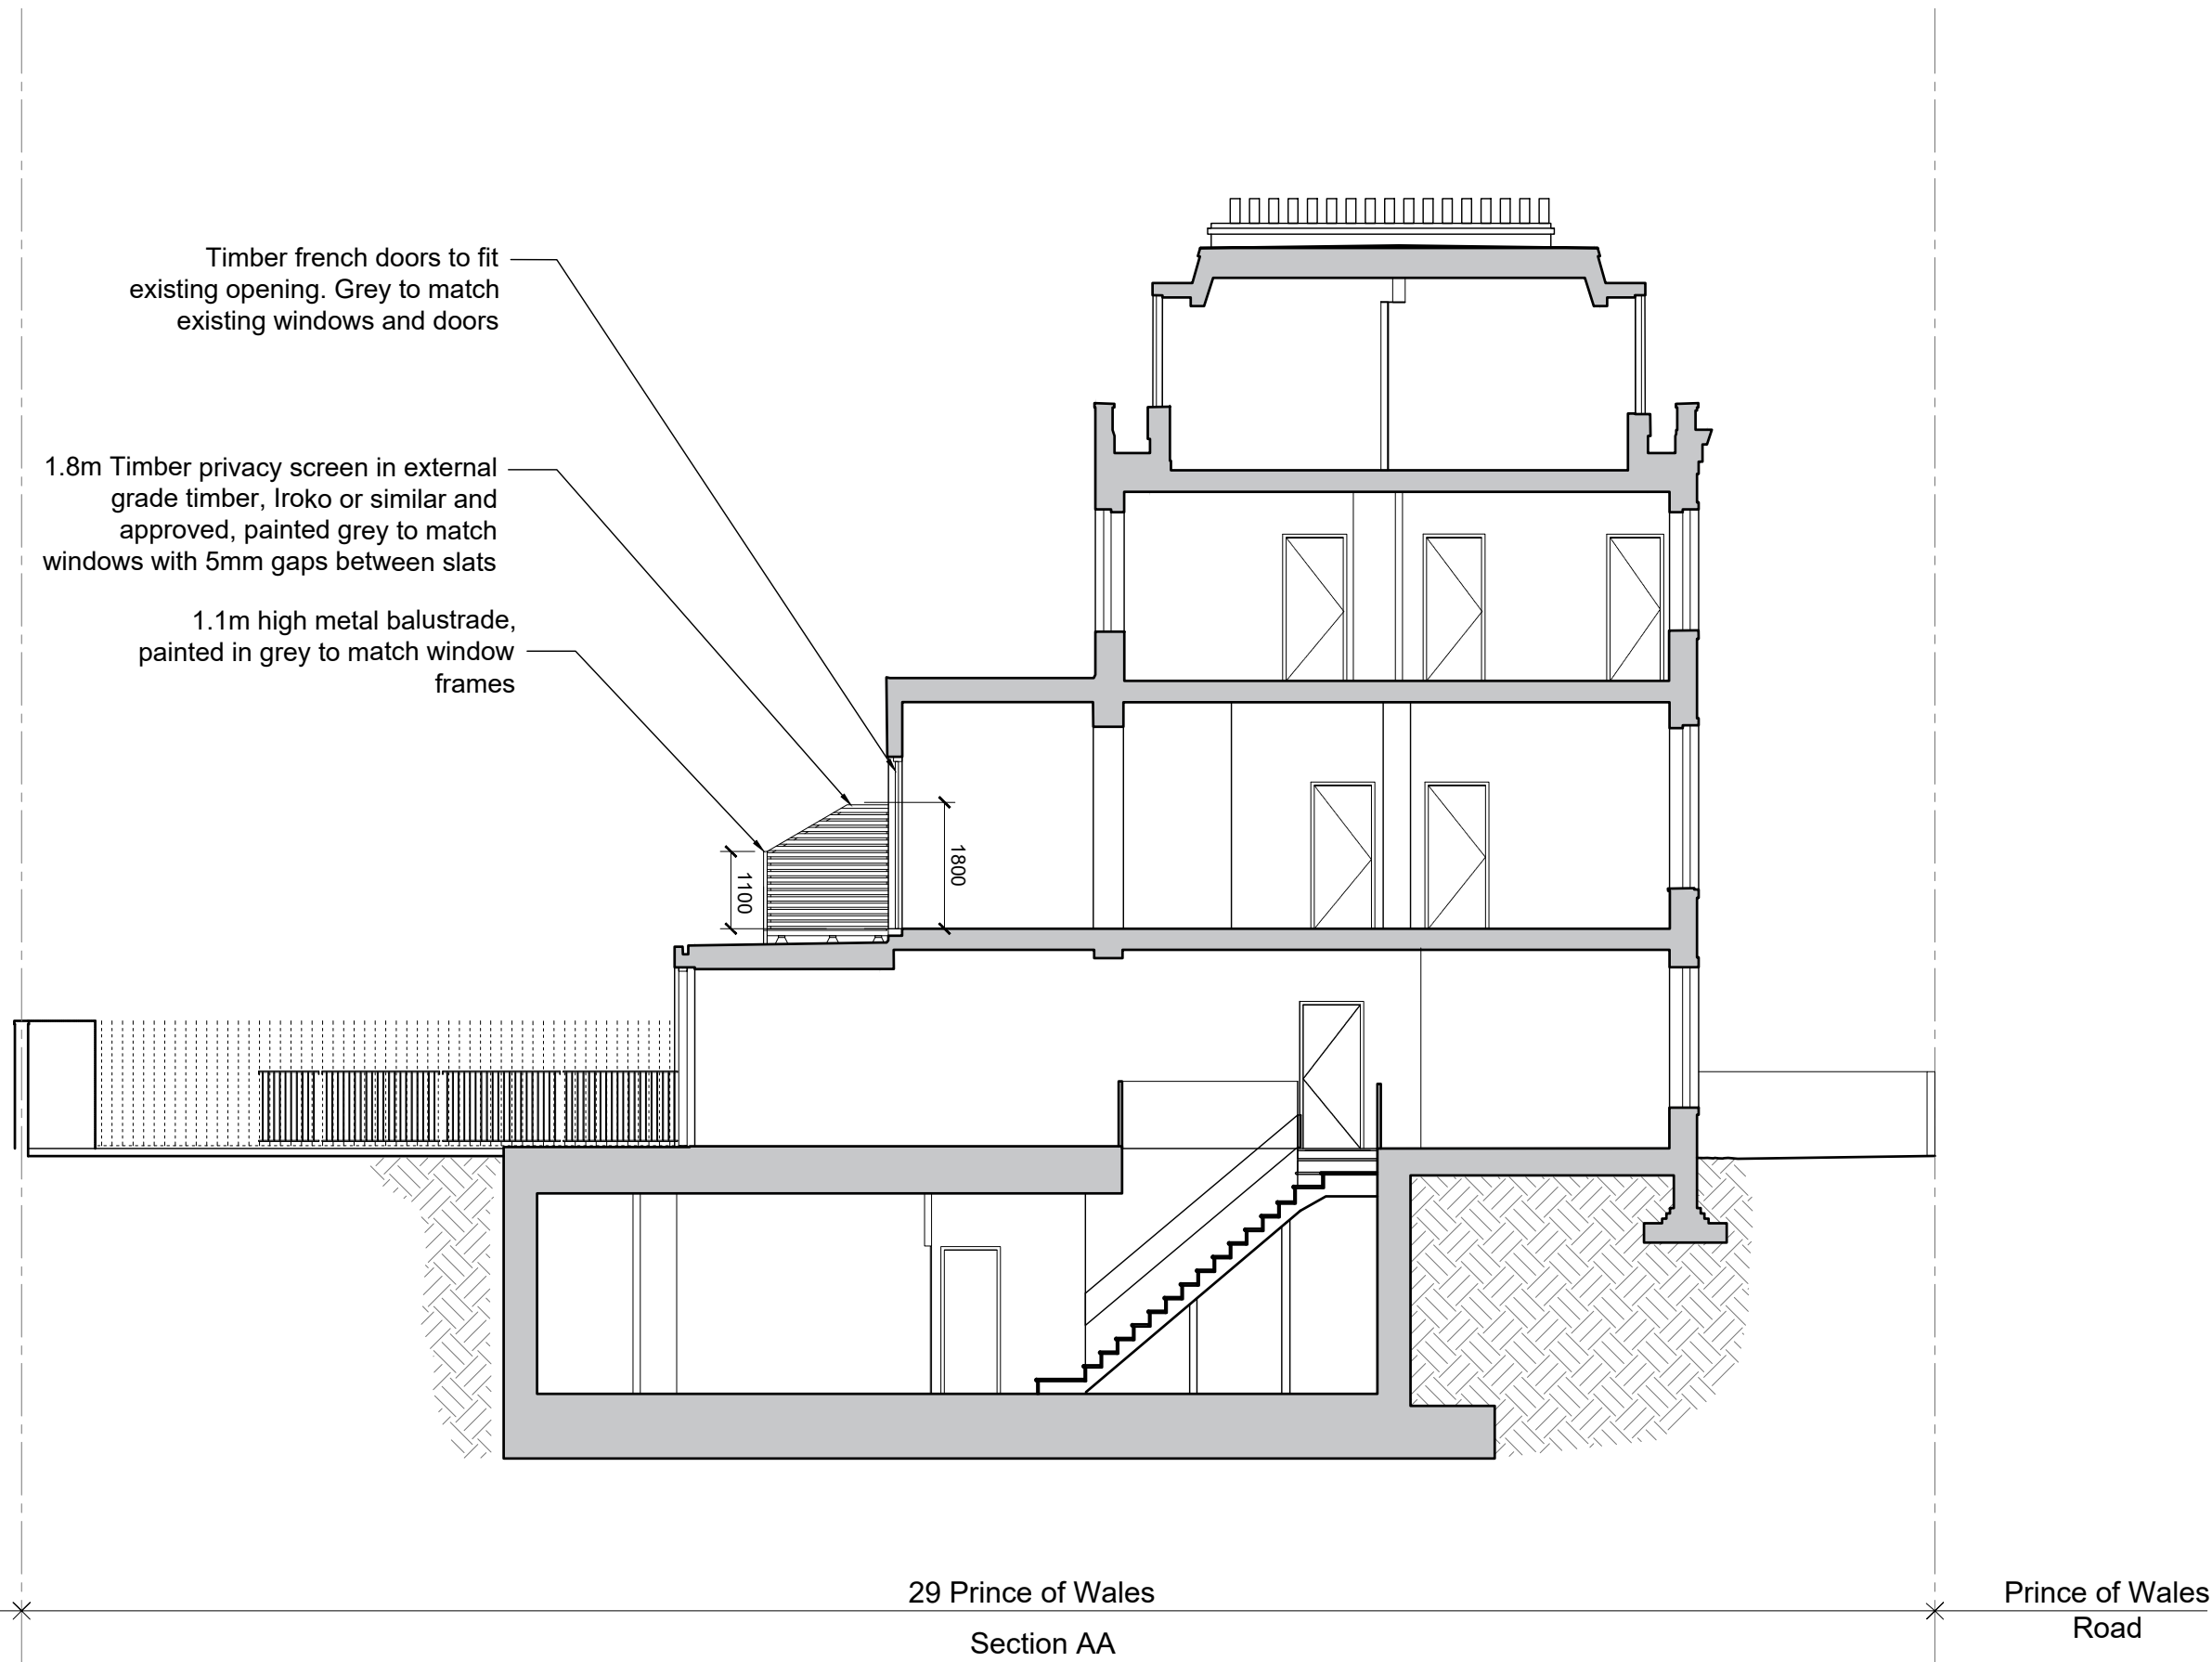 Timber french doors to fit
existing opening. Grey to match
existing windows and doors
1.8m Timber privacy screen in external
grade timber, Iroko or similar and
approved, painted grey to match
windows with 5mm gaps between slats
1.1m high metal balustrade,
painted in grey to match window
frames
1800
1100
29 Prince of Wales
Section AA
Prince of Wales
Road